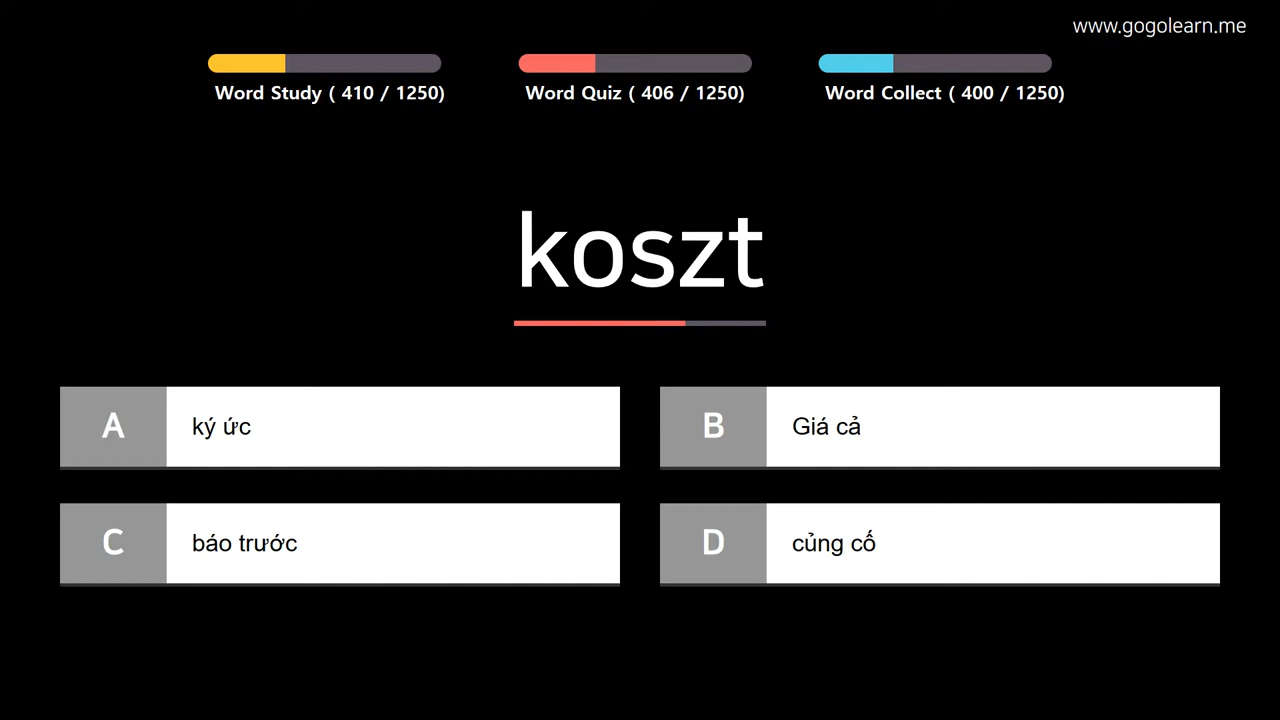 www.gogolearn.me
Word Study ( 410 / 1250)
Word Quiz ( 406 / 1250)
Word Collect ( 400 / 1250)
koszt
A ký ức
B Giá cả
C báo trước
D củng cố